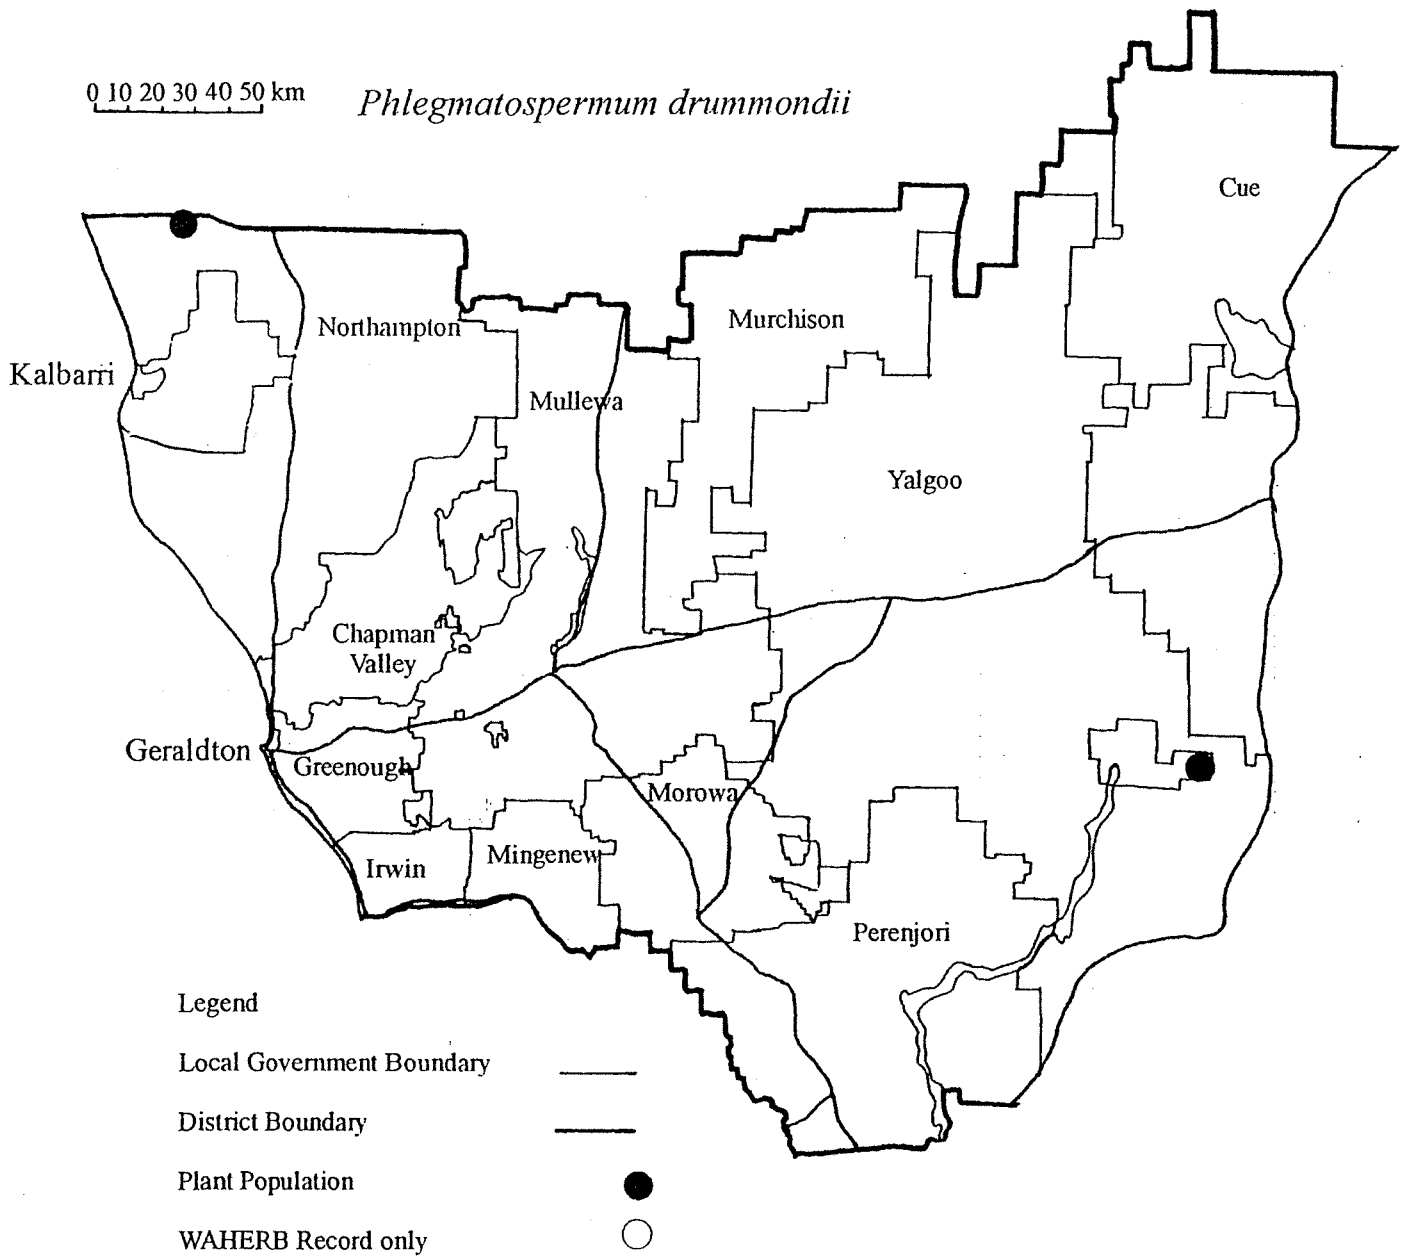 0 10 20 30 40 50 km
Phlegmatospermum drummondii
Cue
Northampton
Murchison
Kalbarri
Mullewa
Yalgoo
Chapman
Valley
Geraldton
Greenough
Morowa
Irwin
Mingenew
Perenjori
Legend
Local Government Boundary
District Boundary
Plant Population
WAHERB Record only